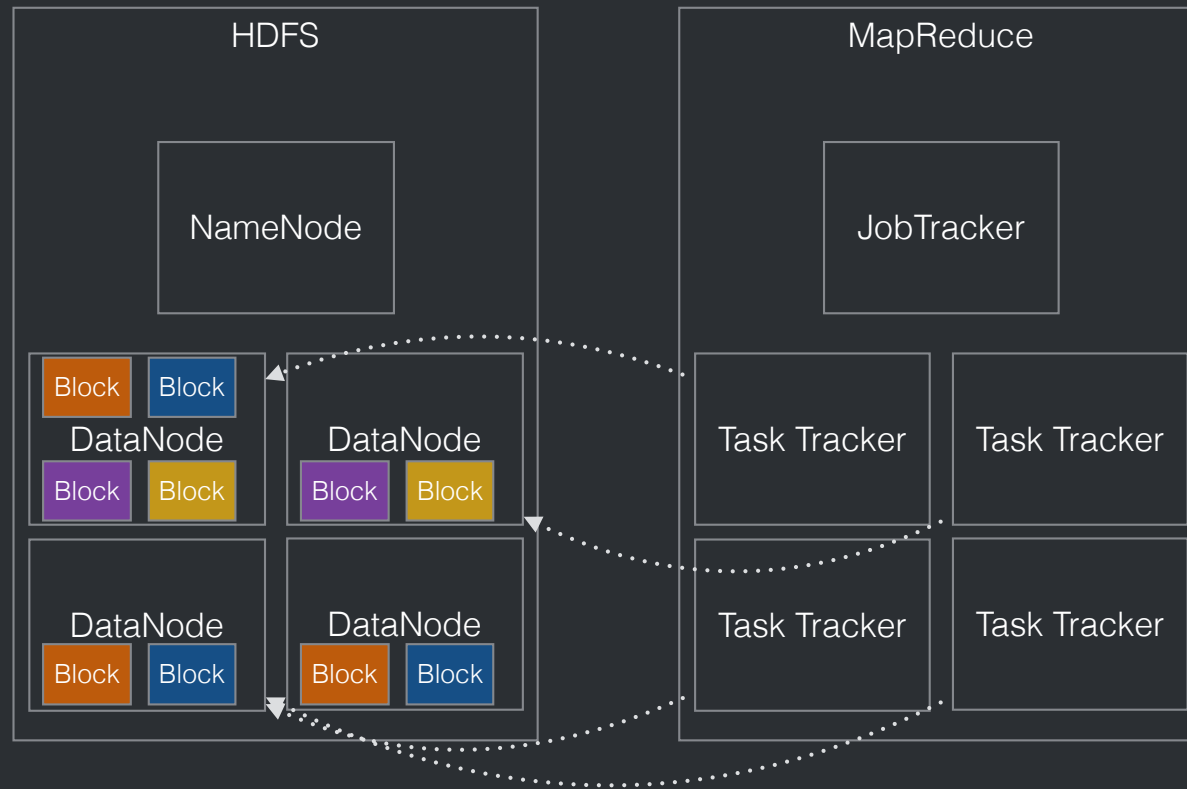 HDFS
NameNode
Block Block
DataNode
Block Block
DataNode
Block Block
DataNode
Block Block
DataNode
Block Block
MapReduce
JobTracker
Task Tracker
Task Tracker
Task Tracker
Task Tracker